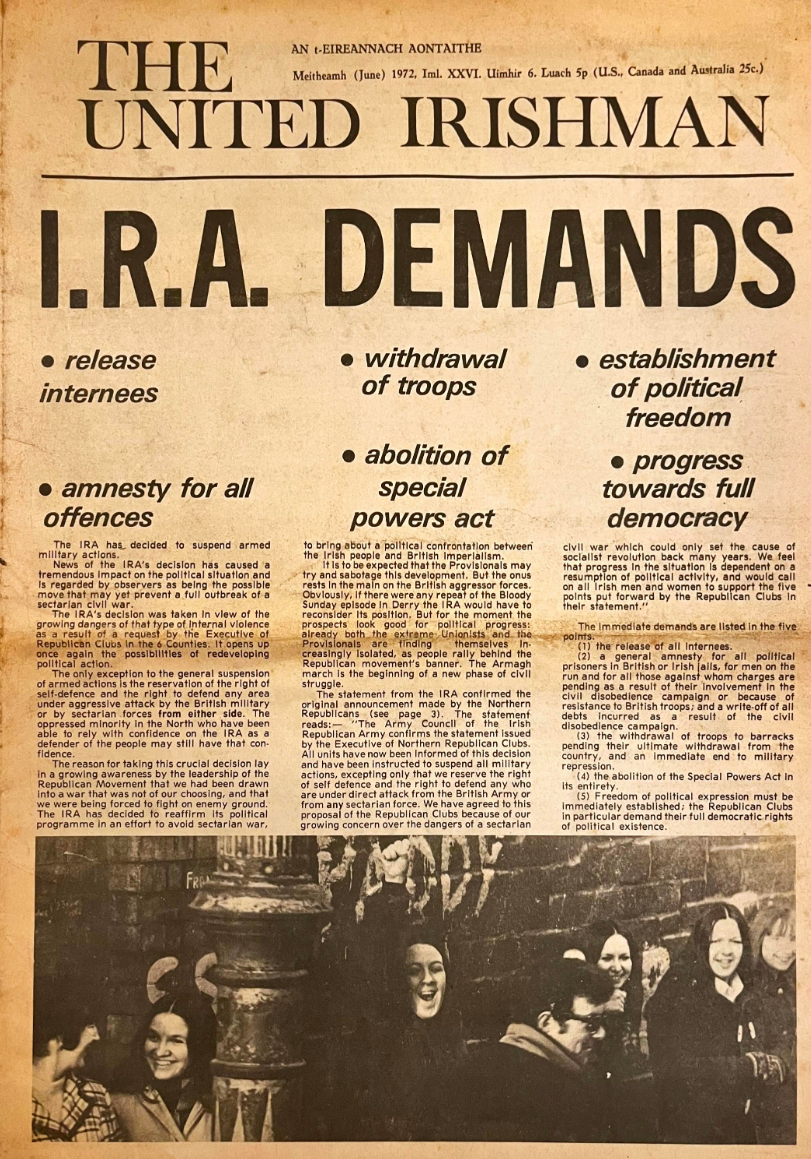 AN t-EIREANNACH AONTAITHE
Meitheamh (June) 1972, Iml. XXVI. Uimhir 6. Luach 5p (U.S., Canada and Australia 25c.)
THE
UNITED IRISHMAN
I.R.A. DEMANDS
• release
internees
• amnesty for all
offences
• withdrawal
of troops
• abolition of
special
powers act
• establishment
of political
freedom
• progress
towards full
democracy
The IRA has decided to suspend armed
military actions.
News of the IRA's decision has caused a
tremendous impact on the political situation and
is regarded by observers as being the possible
move that may yet prevent a full outbreak of a
sectarian civil war.
The IRA's decision was taken in view of the
growing dangers of that type of internal violence
as a result of a request by the Executive of
Republican Clubs in the 6 Counties. It opens up
once again the possibilities of redeveloping
political action.
The only exception to the general suspension
of armed actions is the reservation of the right of
self-defence and the right to defend any area
under aggressive attack by the British military
or by sectarian forces from either side. The
oppressed minority in the North who have been
able to rely with confidence on the IRA as a
defender of the people may still have that con-
fidence.
The reason for taking this crucial decision lay
in a growing awareness by the leadership of the
Republican Movement that we had been drawn
into a war that was not of our choosing, and that
we were being forced to fight on enemy ground.
The IRA has decided to reaffirm its political
programme in an effort to avoid sectarian war,
to bring about a political confrontation between
the Irish people and British Imperialism.
It is to be expected that the Provisionals may
try and sabotage this development. But the onus
rests in the main on the British aggressor forces.
Obviously, if there were any repeat of the Bloody
Sunday episode in Derry the IRA would have to
reconsider its position. But for the moment the
prospects look good for political progress:
already both the extreme Unionists and the
Provisionals are finding themselves in-
creasingly isolated, as people rally behind the
Republican movement's banner. The Armagh
march is the beginning of a new phase of civil
struggle.
The statement from the IRA confirmed the
original announcement made by the Northern
Republicans (see page 3). The statement
reads:— "The Army Council of the Irish
Republican Army confirms the statement issued
by the Executive of Northern Republican Clubs.
All units have now been informed of this decision
and have been instructed to suspend all military
actions, excepting only that we reserve the right
of self defence and the right to defend any who
are under direct attack from the British Army or
from any sectarian force. We have agreed to this
proposal of the Republican Clubs because of our
growing concern over the dangers of a sectarian
civil war which could only set the cause of
socialist revolution back many years. We feel
that progress in the situation is dependent on a
resumption of political activity, and would call
on all Irish men and women to support the five
points put forward by the Republican Clubs in
their statement."
The immediate demands are listed in the five
points.
(1) the release of all internees.
(2) a general amnesty for all political
prisoners in British or Irish jails, for men on the
run and for all those against whom charges are
pending as a result of their involvement in the
civil disobedience campaign or because of
resistance to British troops; and a write-off of all
debts incurred as a result of the civil
disobedience campaign.
(3) the withdrawal of troops to barracks
pending their ultimate withdrawal from the
country, and an immediate end to military
repression.
(4) the abolition of the Special Powers Act in
its entirety.
(5) Freedom of political expression must be
immediately established; the Republican Clubs
in particular demand their full democratic rights
of political existence.